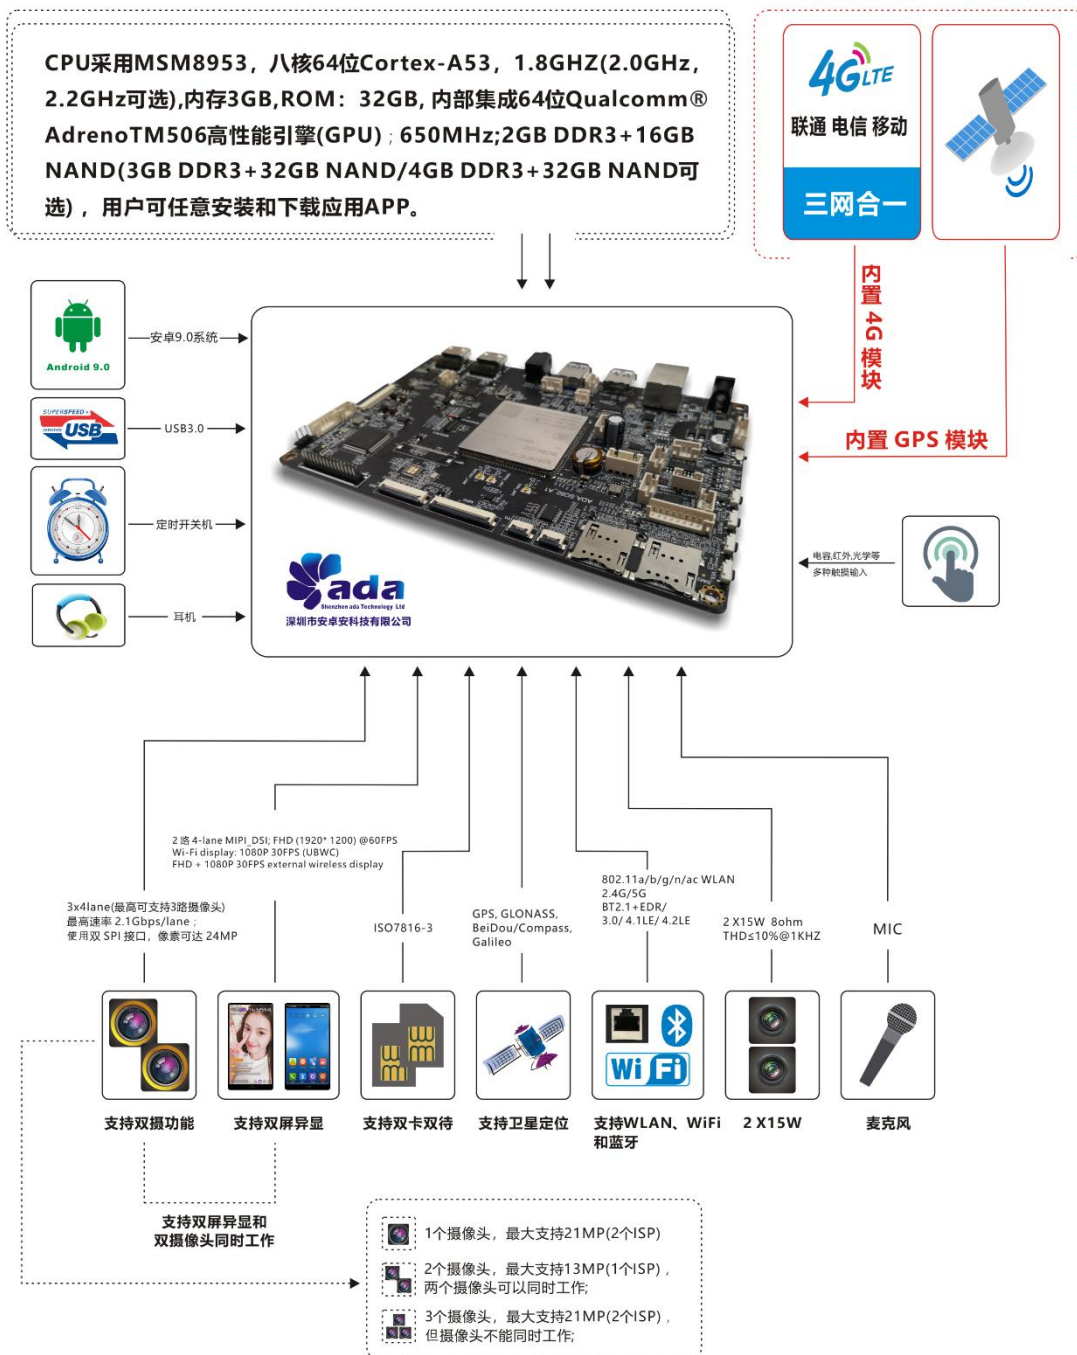 CPU采用MSM8953，八核64位Cortex-A53，1.8GHZ(2.0GHz,
2.2GHz可选),内存3GB,ROM：32GB, 内部集成64位Qualcomm®
AdrenoTM506高性能引擎(GPU)；650MHz;2GB DDR3+16GB
NAND(3GB DDR3+32GB NAND/4GB DDR3+32GB NAND可
选)，用户可任意安装和下载应用APP。
4G LTE
联通 电信 移动
三网合一
内置 4G 模块
内置 GPS 模块
Android 9.0
安卓9.0系统
SUPERSPEED+
USB
USB3.0
定时开关机
耳机
ADA.SC60_A1
ada
Shenzhen ada Technology Ltd
深圳市安卓安科技有限公司
电容,红外,光学等
多种触摸输入
2 路 4-lane MIPI_DSI; FHD (1920* 1200) @60FPS
Wi-Fi display: 1080P 30FPS (UBWC)
FHD + 1080P 30FPS external wireless display
3x4lane(最高可支持3路摄像头)
最高速率 2.1Gbps/lane；
使用双 SPI 接口，像素可达 24MP
ISO7816-3
GPS, GLONASS,
BeiDou/Compass,
Galileo
802.11a/b/g/n/ac WLAN
2.4G/5G
BT2.1+EDR/
3.0/ 4.1LE/ 4.2LE
2 X15W 8ohm
THD≤10%@1KHZ
MIC
Wi Fi
支持双摄功能
支持双屏异显
支持双卡双待
支持卫星定位
支持WLAN、WiFi
和蓝牙
2 X15W
麦克风
支持双屏异显和
双摄像头同时工作
1个摄像头，最大支持21MP(2个ISP)
2个摄像头，最大支持13MP(1个ISP)，
两个摄像头可以同时工作;
3个摄像头，最大支持21MP(2个ISP)，
但摄像头不能同时工作;